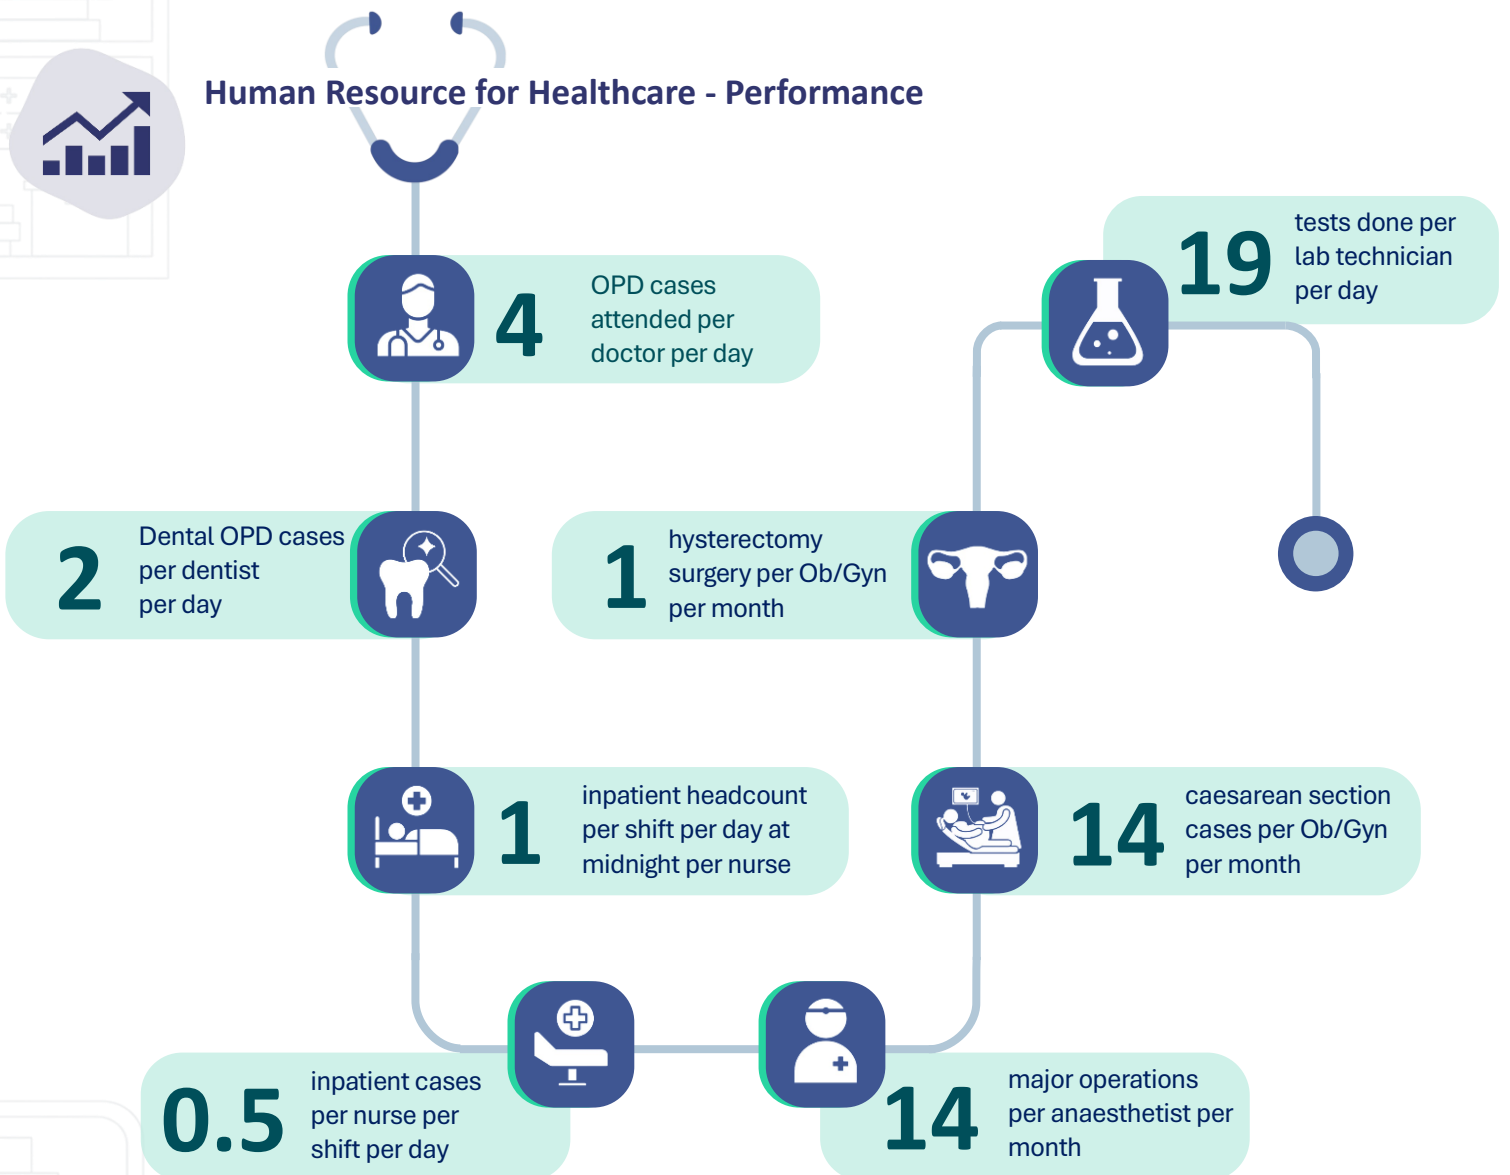 Human Resource for Healthcare - Performance
4
OPD cases
attended per
doctor per day
2
Dental OPD cases
per dentist
per day
1
inpatient headcount
per shift per day at
midnight per nurse
0.5
inpatient cases
per nurse per
shift per day
14
major operations
per anaesthetist per
month
14
caesarean section
cases per Ob/Gyn
per month
1
hysterectomy
surgery per Ob/Gyn
per month
19
tests done per
lab technician
per day